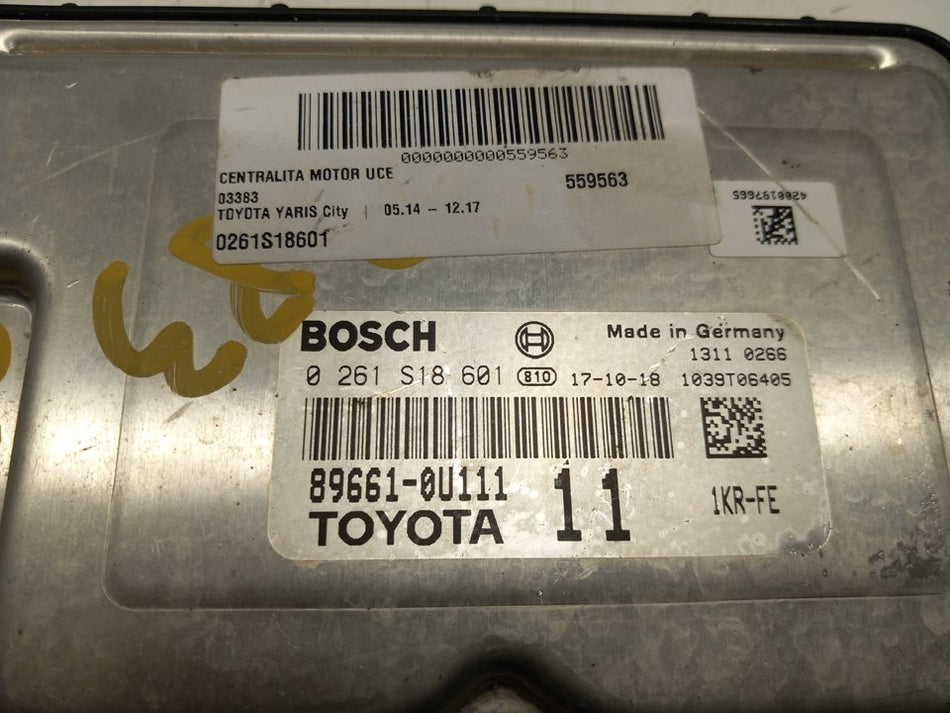 0000000000559563
CENTRALITA MOTOR UCE
559563
03383
TOYOTA YARIS City | 05.14 - 12.17
0261S18601
4200197665
BOSCH Made in Germany
1311 0266
0 261 S18 601 810 17-10-18 1039T06405
89661-0U111
TOYOTA 11 1KR-FE